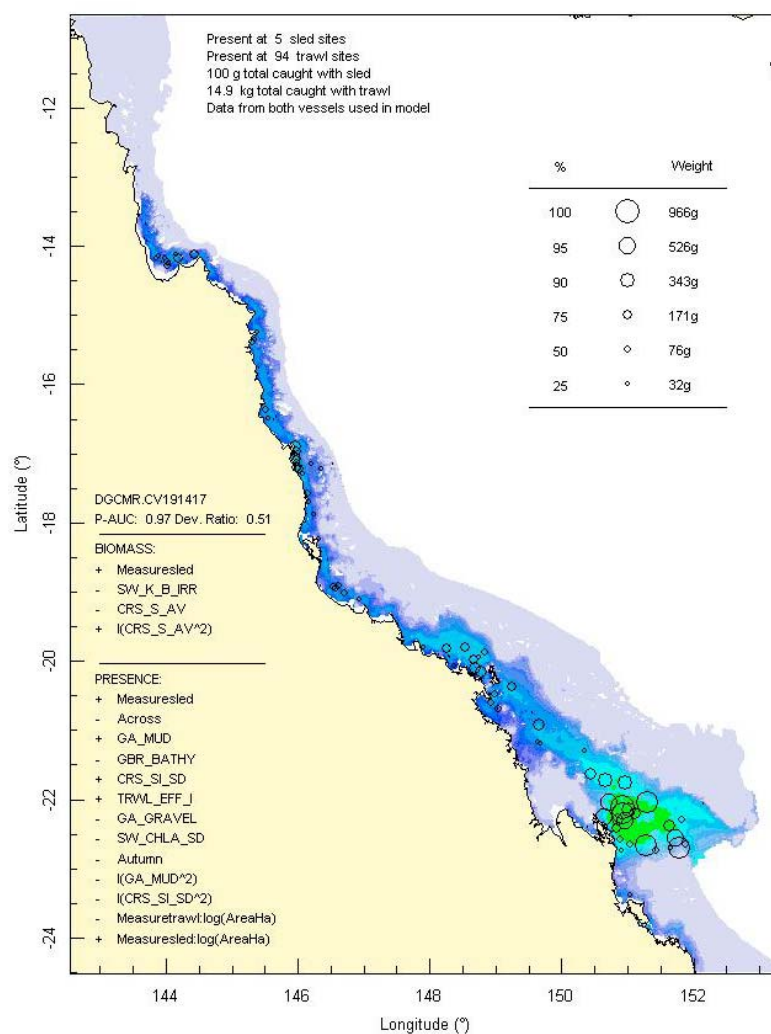 Present at 5 sled sites
Present at 94 trawl sites
100 g total caught with sled
14.9 kg total caught with trawl
Data from both vessels used in model
% Weight
100 966g
95 526g
90 343g
75 171g
50 76g
25 32g
DGCMR.CV191417
P-AUC: 0.97 Dev. Ratio: 0.51
BIOMASS:
+ Measuresled
- SW_K_B_IRR
- CRS_S_AV
+ I(CRS_S_AV^2)
PRESENCE:
+ Measuresled
- Across
+ GA_MUD
- GBR_BATHY
+ CRS_SI_SD
+ TRWL_EFF_I
- GA_GRAVEL
- SW_CHLA_SD
- Autumn
- I(GA_MUD^2)
- I(CRS_SI_SD^2)
- Measuretrawl:log(AreaHa)
+ Measuresled:log(AreaHa)
Latitude (°)
-12
-14
-16
-18
-20
-22
-24
144 146 148 150 152
Longitude (°)